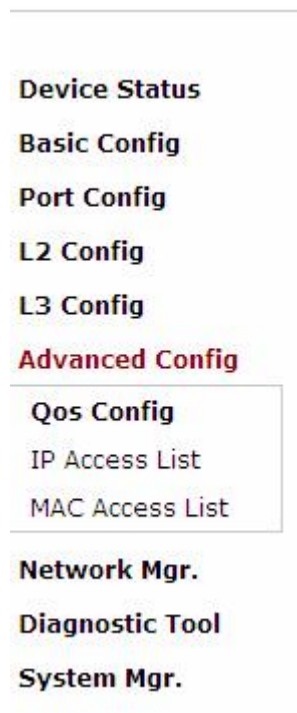 Device Status
Basic Config
Port Config
L2 Config
L3 Config
Advanced Config
Qos Config
IP Access List
MAC Access List
Network Mgr.
Diagnostic Tool
System Mgr.